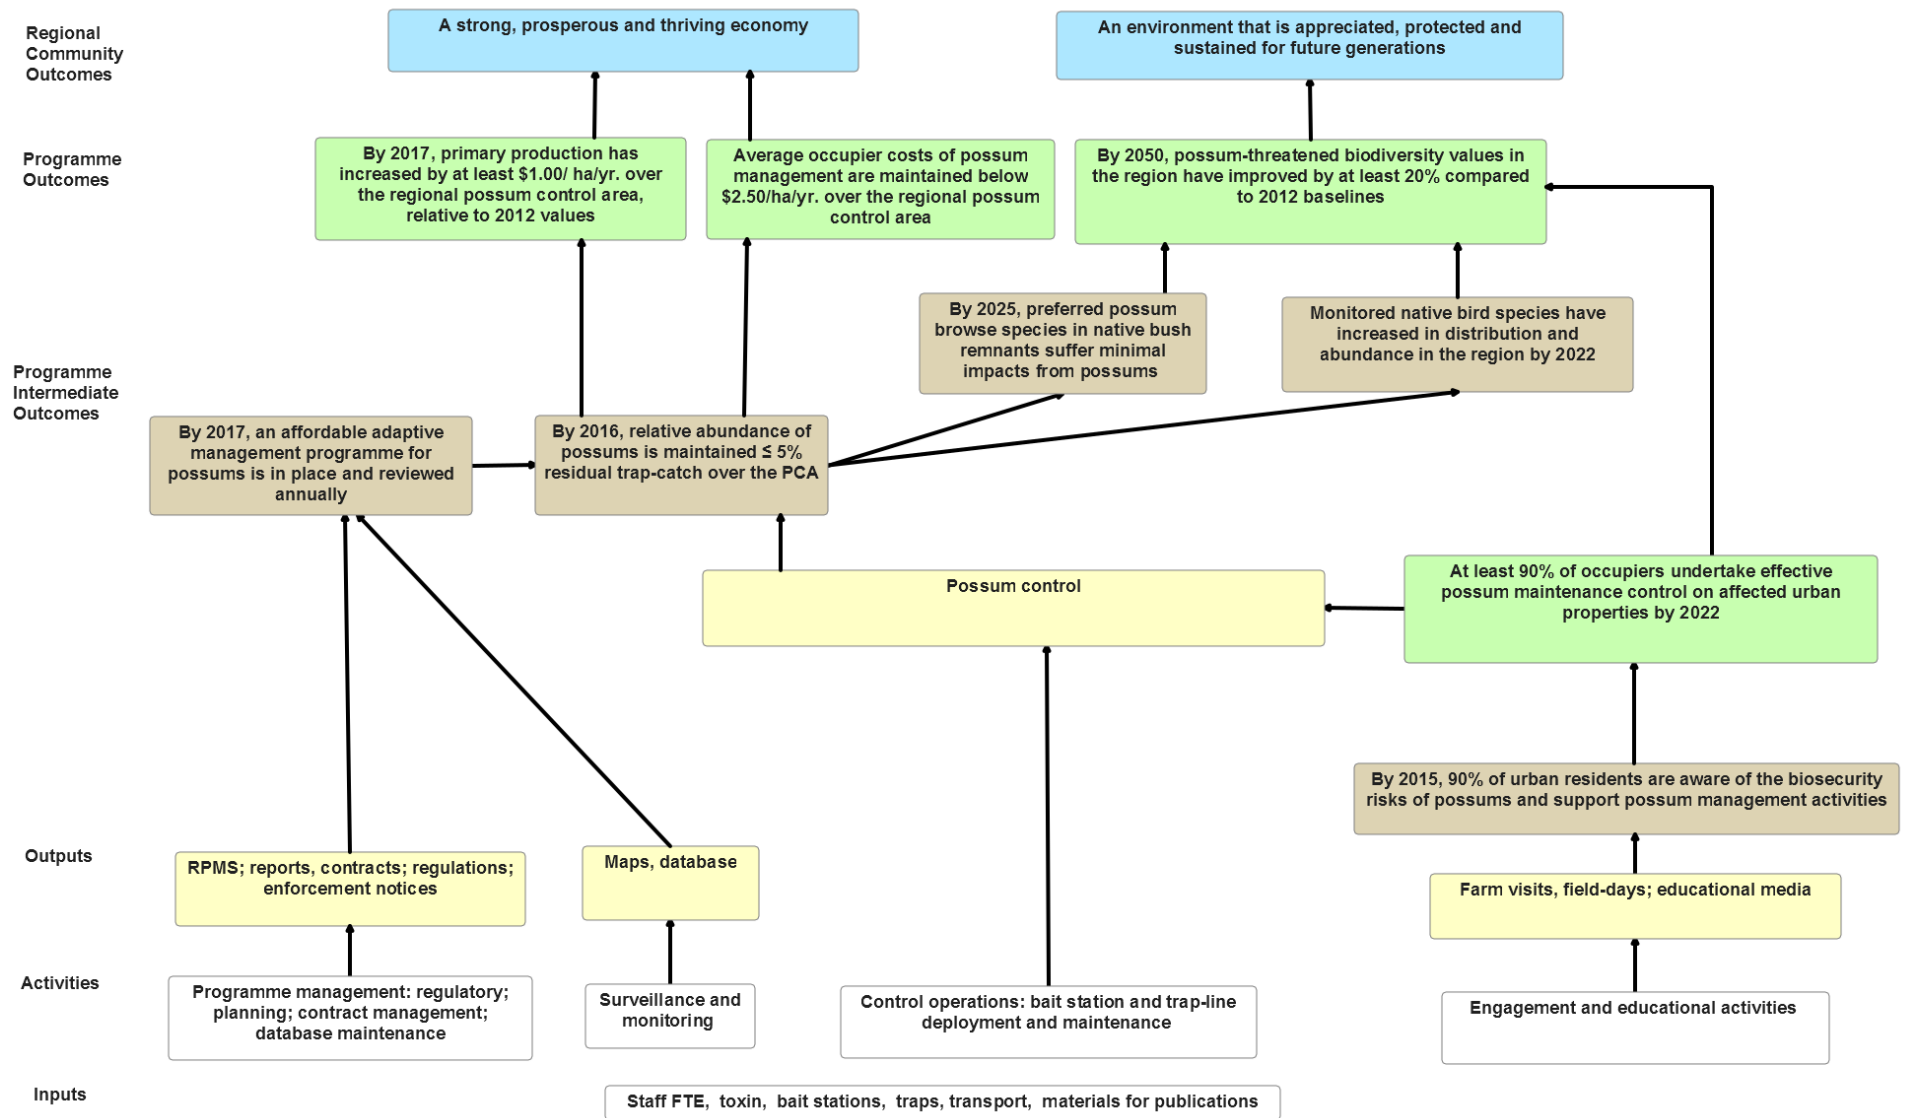 Regional
Community
Outcomes
A strong, prosperous and thriving economy
An environment that is appreciated, protected and
sustained for future generations
Programme
Outcomes
By 2017, primary production has
increased by at least $1.00/ ha/yr. over
the regional possum control area,
relative to 2012 values
Average occupier costs of possum
management are maintained below
$2.50/ha/yr. over the regional possum
control area
By 2050, possum-threatened biodiversity values in
the region have improved by at least 20% compared
to 2012 baselines
Programme
Intermediate
Outcomes
By 2025, preferred possum
browse species in native bush
remnants suffer minimal
impacts from possums
Monitored native bird species have
increased in distribution and
abundance in the region by 2022
By 2017, an affordable adaptive
management programme for
possums is in place and reviewed
annually
By 2016, relative abundance of
possums is maintained ≤ 5%
residual trap-catch over the PCA
Possum control
At least 90% of occupiers undertake effective
possum maintenance control on affected urban
properties by 2022
By 2015, 90% of urban residents are aware of the biosecurity
risks of possums and support possum management activities
Outputs
RPMS; reports, contracts; regulations;
enforcement notices
Maps, database
Farm visits, field-days; educational media
Activities
Programme management: regulatory;
planning; contract management;
database maintenance
Surveillance and
monitoring
Control operations: bait station and trap-line
deployment and maintenance
Engagement and educational activities
Inputs
Staff FTE, toxin, bait stations, traps, transport, materials for publications